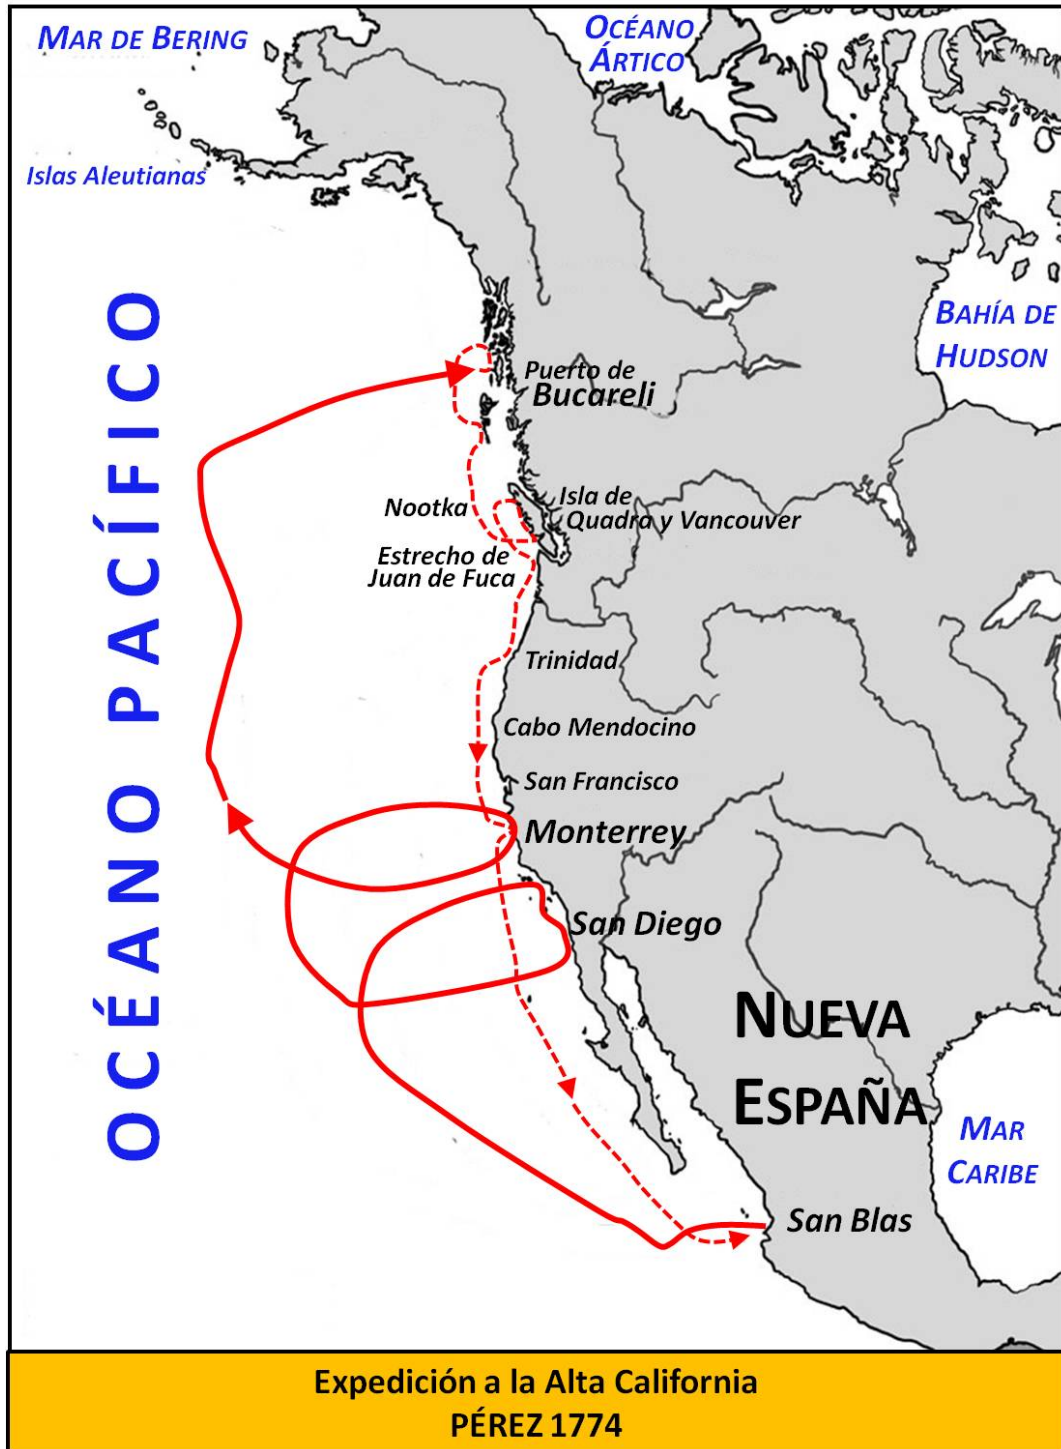 MAR DE BERING
OCÉANO
ÁRTICO
Islas Aleutianas
BAHÍA DE
HUDSON
OCÉANO PACÍFICO
Puerto de
Bucareli
Nootka
Isla de
Quadra y Vancouver
Estrecho de
Juan de Fuca
Trinidad
Cabo Mendocino
San Francisco
Monterrey
San Diego
NUEVA
ESPAÑA
MAR
CARIBE
San Blas
Expedición a la Alta California
PÉREZ 1774